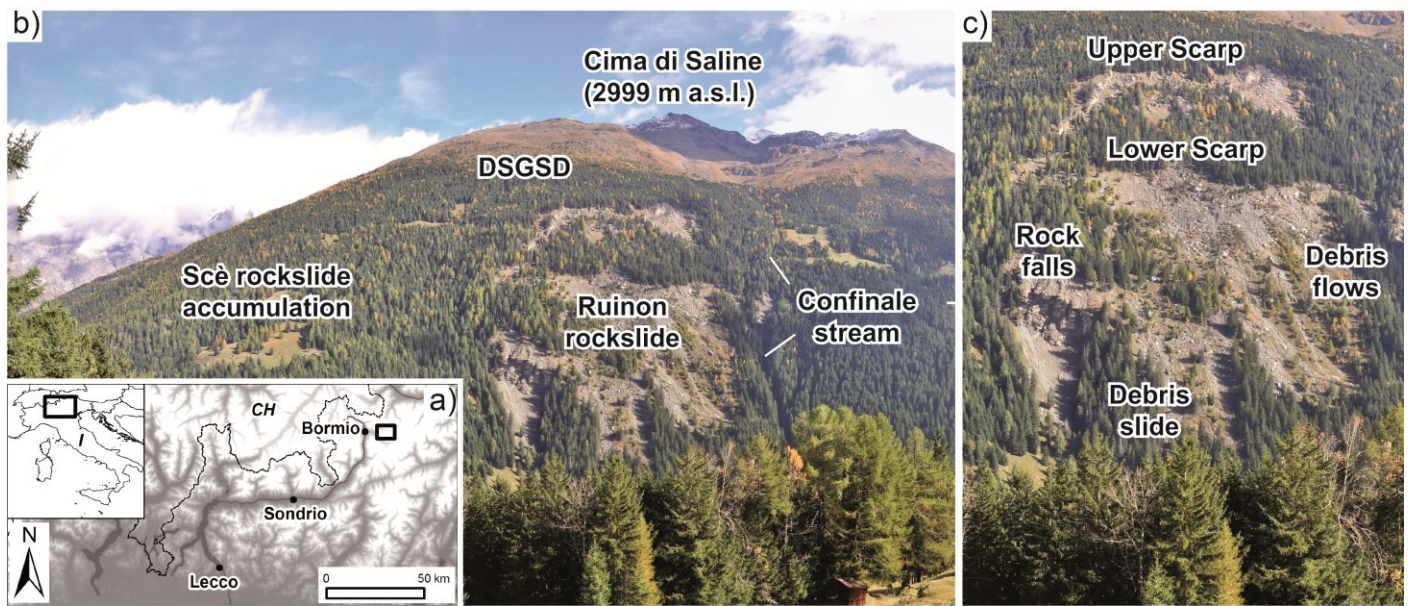 b)
Cima di Saline
(2999 m a.s.l.)
DSGSD
Scè rockslide
accumulation
Ruinon
rockslide
Confinale
stream
a)
CH
I
Bormio
Sondrio
Lecco
N
0
50 km
c)
Upper Scarp
Lower Scarp
Rock
falls
Debris
flows
Debris
slide